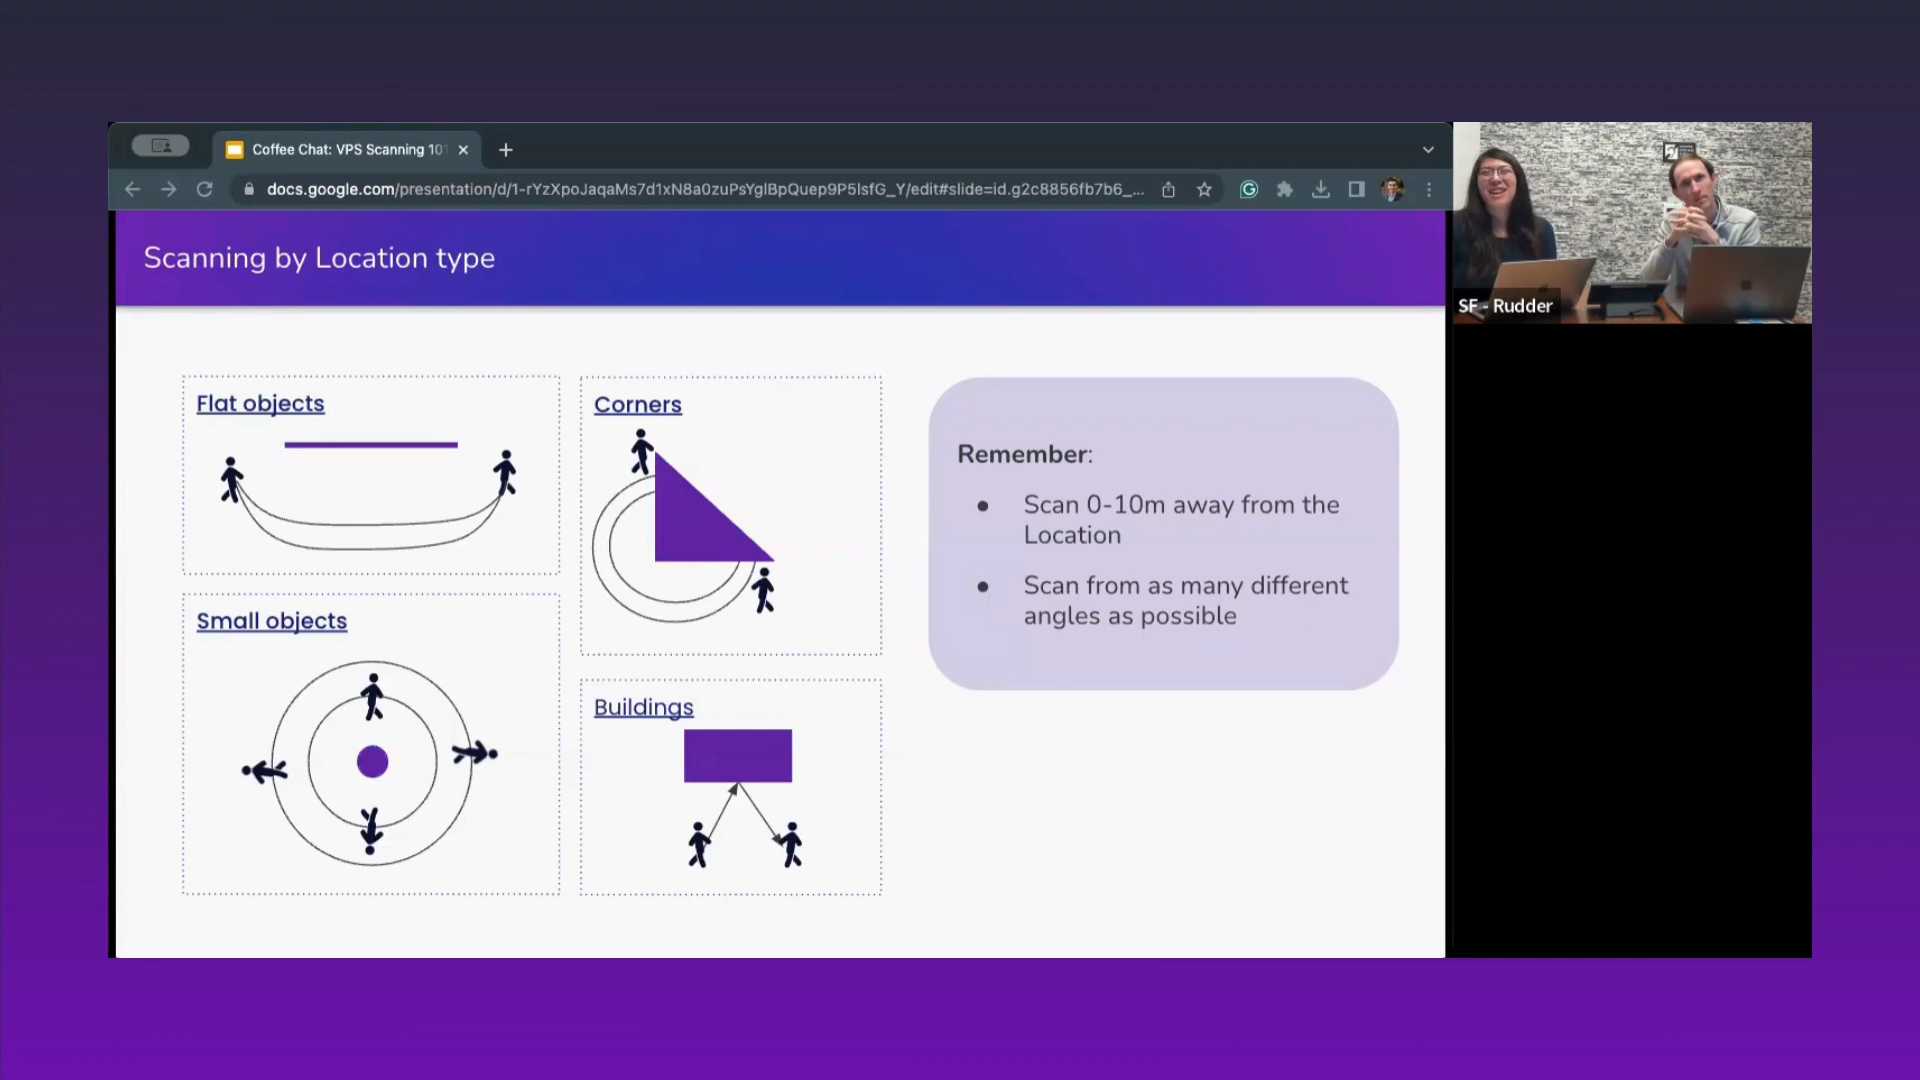 Coffee Chat: VPS Scanning 101
docs.google.com/presentation/d/1-rYzXpoJaqaMs7d1xN8a0zuPsYglBpQuep9P5lsfG_Y/edit#slide=id.g2c8856fb7b6_...
Scanning by Location type
SF - Rudder
Flat objects
Corners
Remember:
● Scan 0-10m away from the
Location
● Scan from as many different
angles as possible
Small objects
Buildings